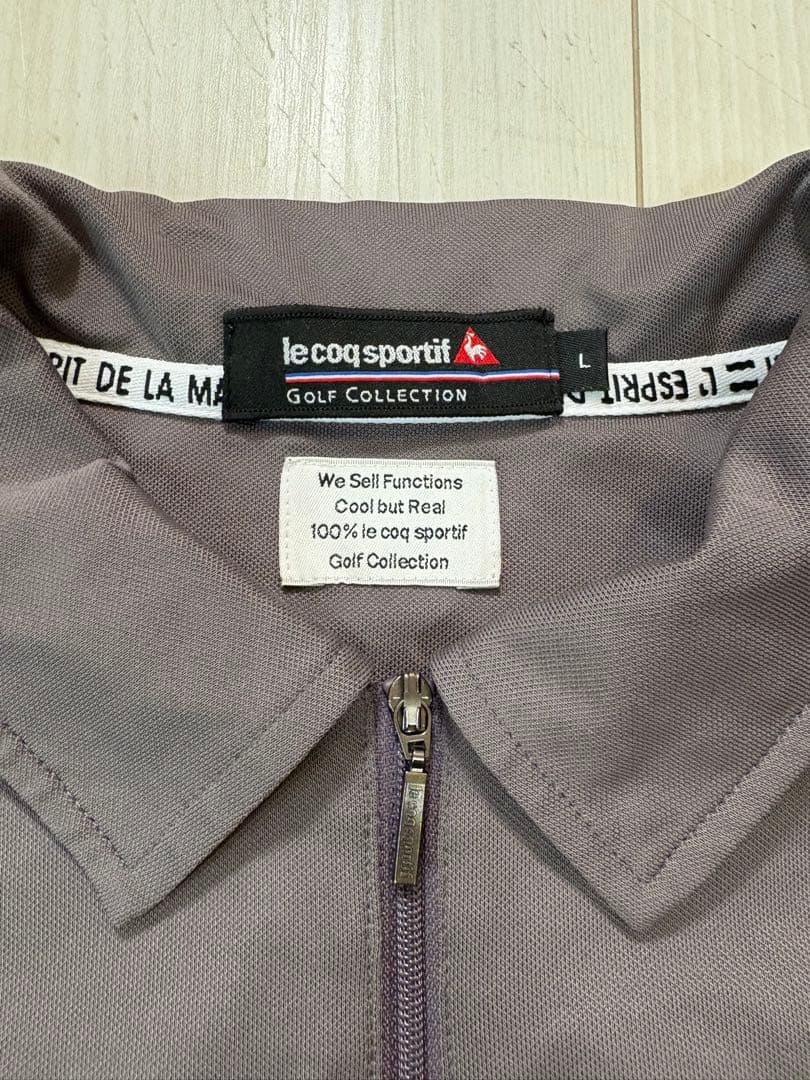 le coq sportif
GOLF COLLECTION
L
PIT DE LA MA
L'ESPRIT D
We Sell Functions
Cool but Real
100% le coq sportif
Golf Collection
le coq sportif